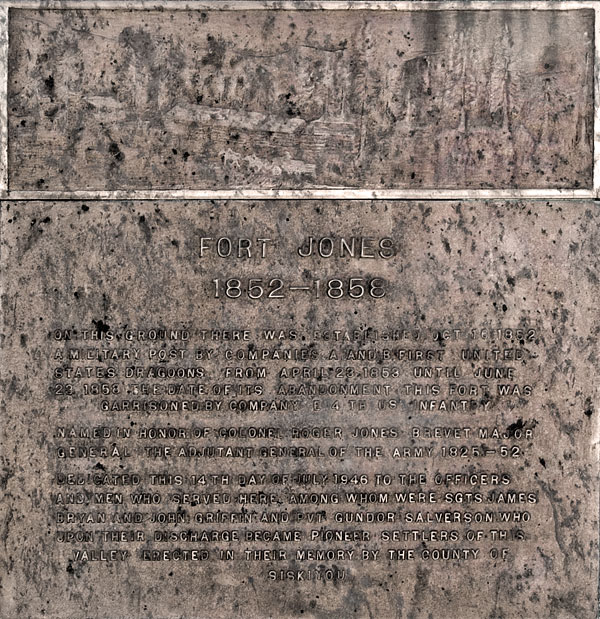 FORT JONES
1852—1858
ON THIS GROUND THERE WAS ESTABLISHED OCT 16 1852
A MILITARY POST BY COMPANIES A AND B FIRST UNITED
STATES DRAGOONS. FROM APRIL 23 1853 UNTIL JUNE
23 1858 THE DATE OF ITS ABANDONMENT THIS FORT WAS
GARRISONED BY COMPANY E 4TH US INFANTRY
NAMED IN HONOR OF COLONEL ROGER JONES BREVET MAJOR
GENERAL THE ADJUTANT GENERAL OF THE ARMY 1825-52
DEDICATED THIS 14TH DAY OF JULY 1946 TO THE OFFICERS
AND MEN WHO SERVED HERE, AMONG WHOM WERE SGTS JAMES
BRYAN AND JOHN GRIFFIN AND PVT GUNDOR SALVERSON WHO
UPON THEIR DISCHARGE BECAME PIONEER SETTLERS OF THIS
VALLEY ERECTED IN THEIR MEMORY BY THE COUNTY OF
SISKIYOU